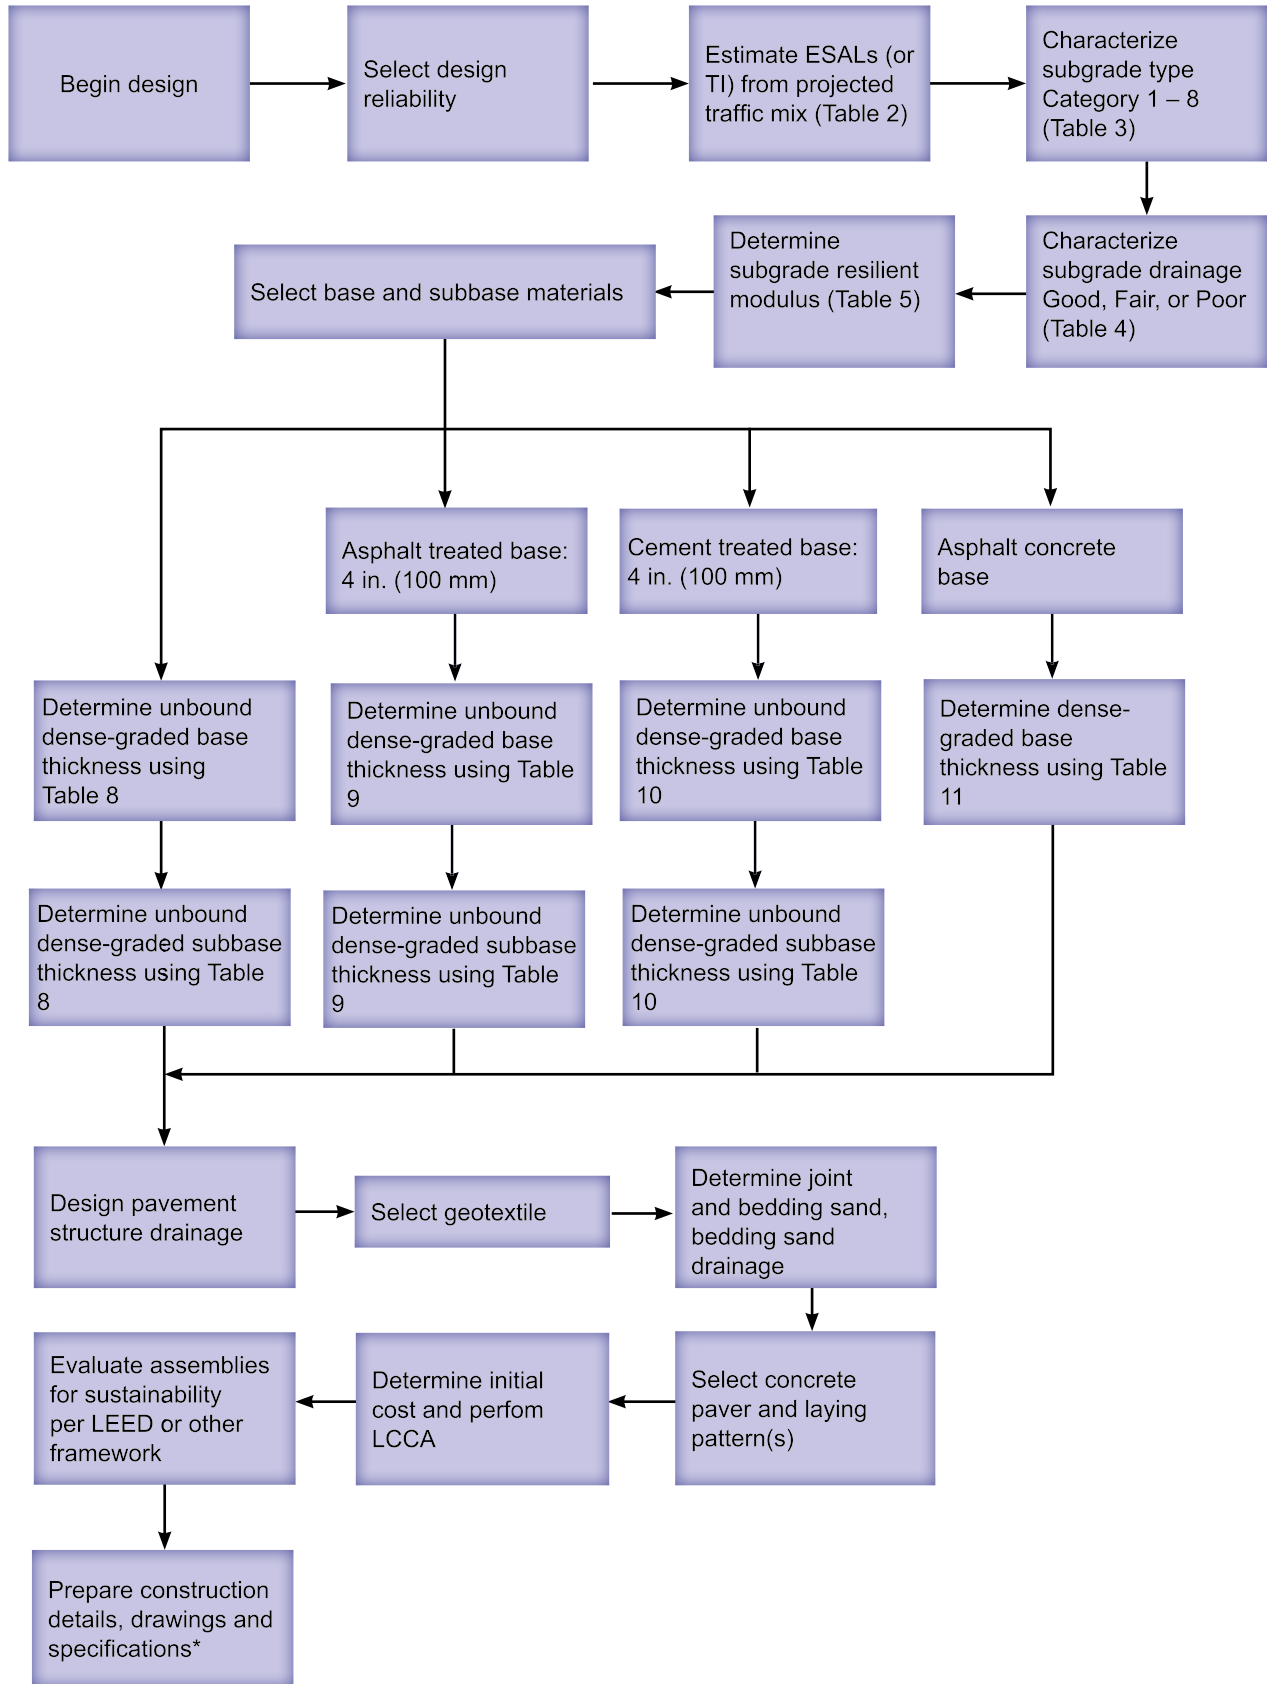 Begin design
Select design
reliability
Estimate ESALs (or
TI) from projected
traffic mix (Table 2)
Characterize
subgrade type
Category 1 – 8
(Table 3)
Characterize
subgrade drainage
Good, Fair, or Poor
(Table 4)
Determine
subgrade resilient
modulus (Table 5)
Select base and subbase materials
Asphalt treated base:
4 in. (100 mm)
Cement treated base:
4 in. (100 mm)
Asphalt concrete
base
Determine unbound
dense-graded base
thickness using
Table 8
Determine unbound
dense-graded base
thickness using Table
9
Determine unbound
dense-graded base
thickness using Table
10
Determine dense-
graded base
thickness using Table
11
Determine unbound
dense-graded subbase
thickness using Table
8
Determine unbound
dense-graded subbase
thickness using Table
9
Determine unbound
dense-graded subbase
thickness using Table
10
Design pavement
structure drainage
Select geotextile
Determine joint
and bedding sand,
bedding sand
drainage
Select concrete
paver and laying
pattern(s)
Determine initial
cost and perfom
LCCA
Evaluate assemblies
for sustainability
per LEED or other
framework
Prepare construction
details, drawings and
specifications*